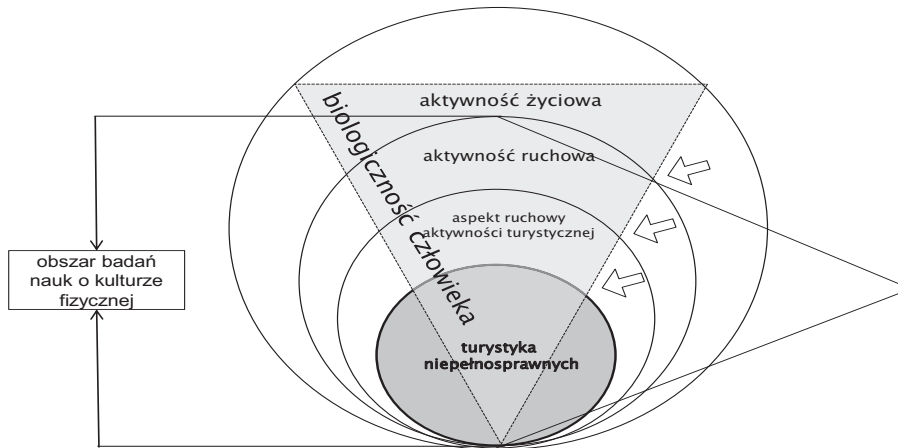 aktywność życiowa
aktywność ruchowa
aspekt ruchowy
aktywności turystycznej
biologiczność człowieka
obszar badań
nauk o kulturze
fizycznej
turystyka
niepełnosprawnych